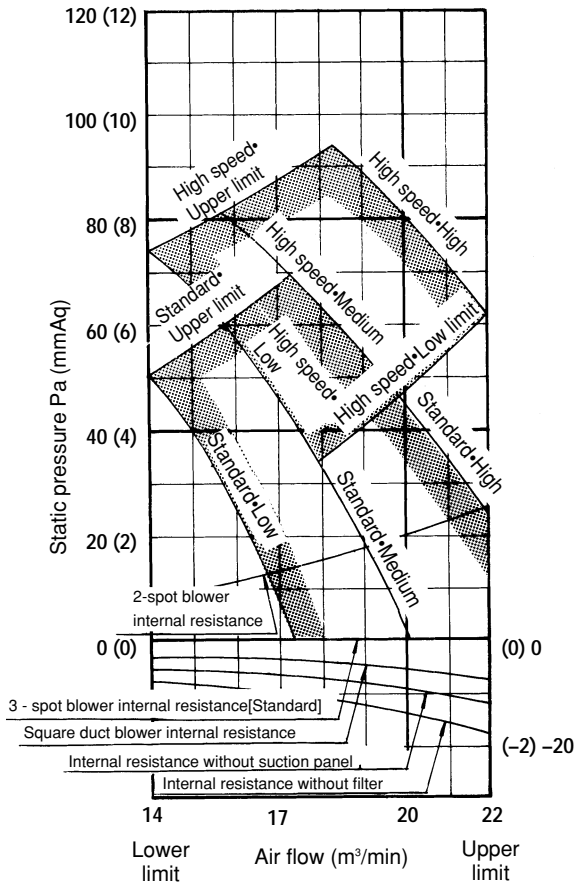 120 (12)
100 (10)
80 (8)
60 (6)
40 (4)
20 (2)
0 (0)
Static pressure Pa (mmAq)
High speed•
Upper limit
High speed•High
Standard•
Upper limit
High speed•Medium
High speed•
Low
High speed•Low limit
Standard•Low
Standard•Medium
Standard•High
2-spot blower
internal resistance
(0) 0
3 - spot blower internal resistance[Standard]
Square duct blower internal resistance
Internal resistance without suction panel
Internal resistance without filter
(–2) –20
14
17
20
22
Lower
limit
Air flow (m³/min)
Upper
limit